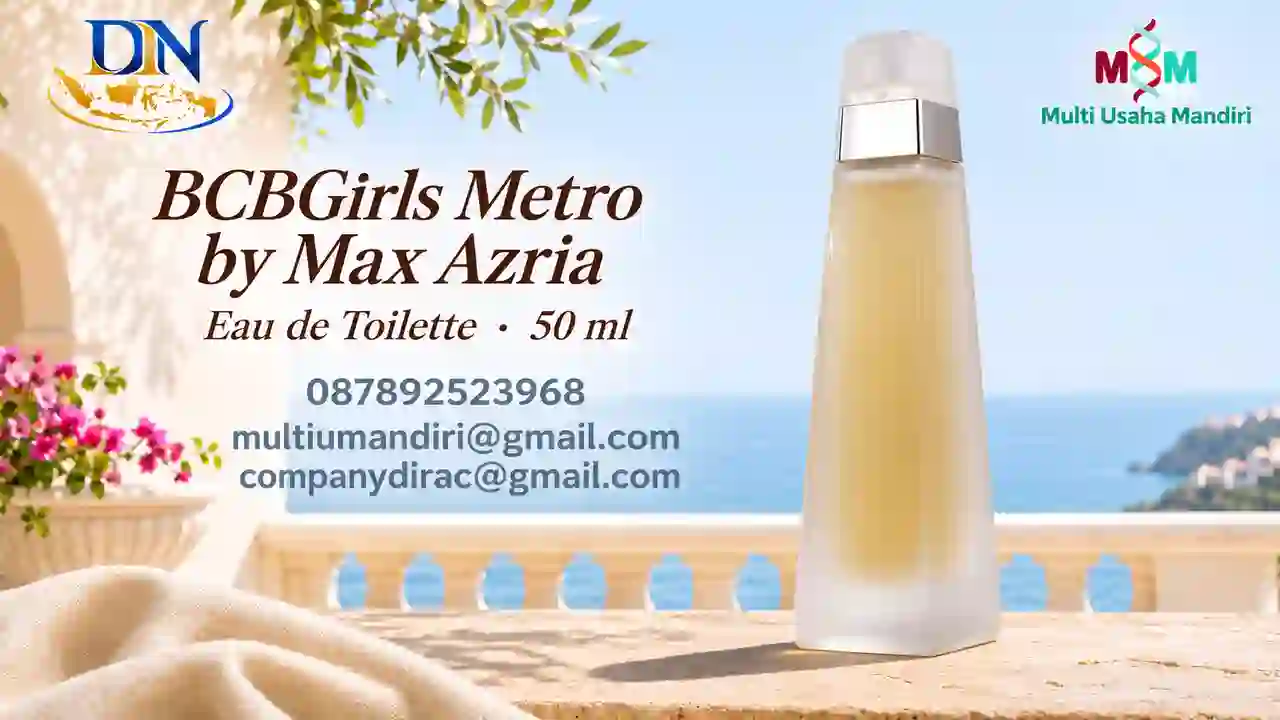 DN
MSM
Multi Usaha Mandiri
BCBGirls Metro
by Max Azria
Eau de Toilette • 50 ml
087892523968
multiumandiri@gmail.com
companydirac@gmail.com